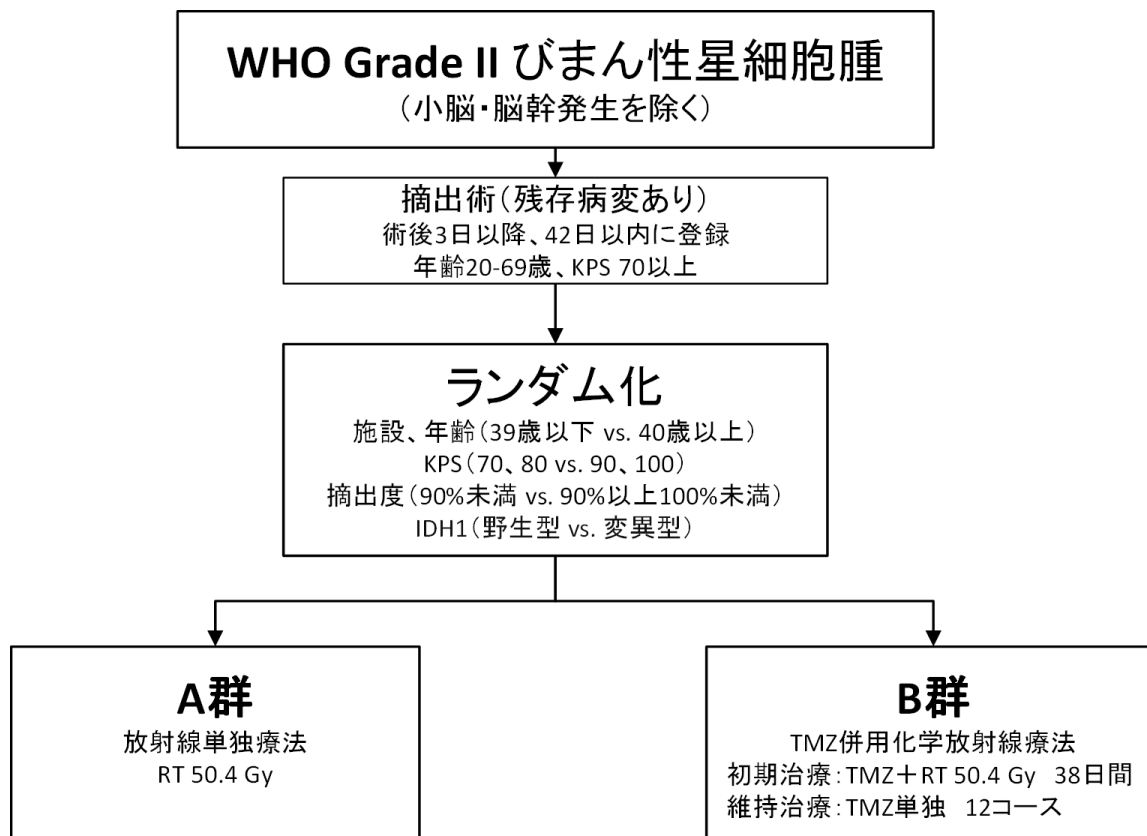 WHO Grade II びまん性星細胞腫
（小脳・脳幹発生を除く）
摘出術（残存病変あり）
術後3日以降、42日以内に登録
年齢20-69歳、KPS 70以上
ランダム化
施設、年齢（39歳以下 vs. 40歳以上）
KPS（70、80 vs. 90、100）
摘出度（90%未満 vs. 90%以上100%未満）
IDH1（野生型 vs. 変異型）
A群
放射線単独療法
RT 50.4 Gy
B群
TMZ併用化学放射線療法
初期治療：TMZ＋RT 50.4 Gy 38日間
維持治療：TMZ単独 12コース